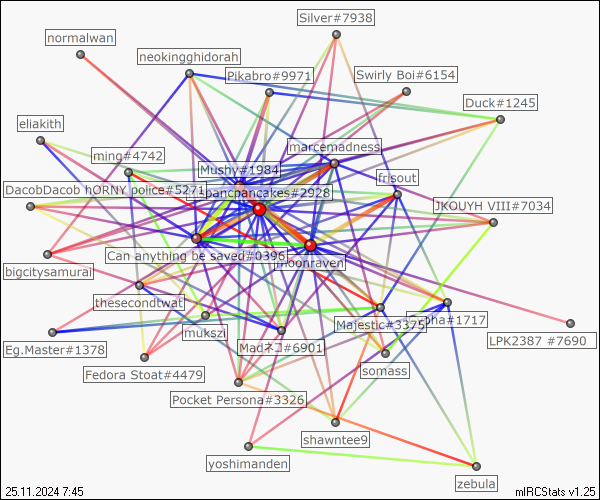 Silver#7938
normalwan
neokingghidorah
Pikabro#9971
Swirly Boi#6154
Duck#1245
eliakith
marcemadness
ming#4742
Mushy#1984
frisout
DacobDacob hORNY police#5271
pancpancakes#2928
JKOUYH VIII#7034
Can anything be saved#0396
moonraven
bigcitysamurai
thesecondtwat
mukszi
Majestic#3375
#1717
Eg.Master#1378
Madネコ#6901
LPK2387 #7690
Fedora Stoat#4479
somass
Pocket Persona#3326
shawntee9
yoshimanden
zebula
25.11.2024 7:45
mIRCStats v1.25